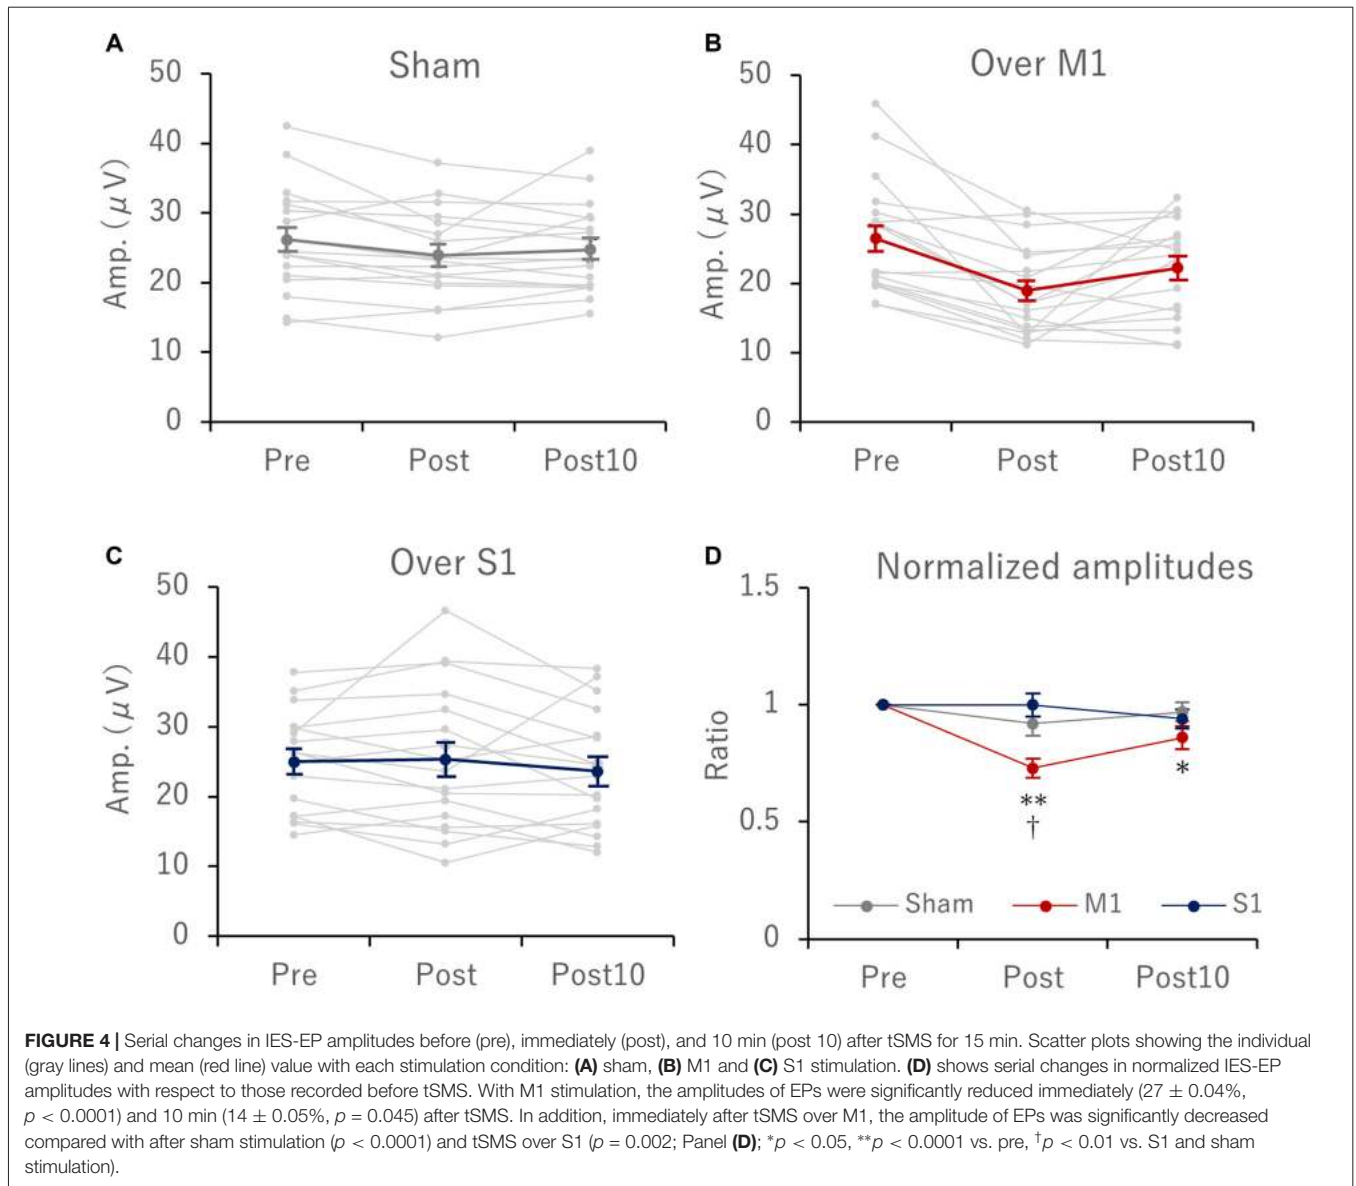 A
Sham
50
40
30
20
10
0
Amp. (μV)
Pre Post Post10
B
Over M1
50
40
30
20
10
0
Amp. (μV)
Pre Post Post10
C
Over S1
50
40
30
20
10
0
Amp. (μV)
Pre Post Post10
D
Normalized amplitudes
1.5
1
0.5
0
Ratio
**
†
*
Sham M1 S1
Pre Post Post10
FIGURE 4 | Serial changes in IES-EP amplitudes before (pre), immediately (post), and 10 min (post 10) after tSMS for 15 min. Scatter plots showing the individual
(gray lines) and mean (red line) value with each stimulation condition: (A) sham, (B) M1 and (C) S1 stimulation. (D) shows serial changes in normalized IES-EP
amplitudes with respect to those recorded before tSMS. With M1 stimulation, the amplitudes of EPs were significantly reduced immediately (27 ± 0.04%,
p < 0.0001) and 10 min (14 ± 0.05%, p = 0.045) after tSMS. In addition, immediately after tSMS over M1, the amplitude of EPs was significantly decreased
compared with after sham stimulation (p < 0.0001) and tSMS over S1 (p = 0.002; Panel (D); *p < 0.05, **p < 0.0001 vs. pre, †p < 0.01 vs. S1 and sham
stimulation).